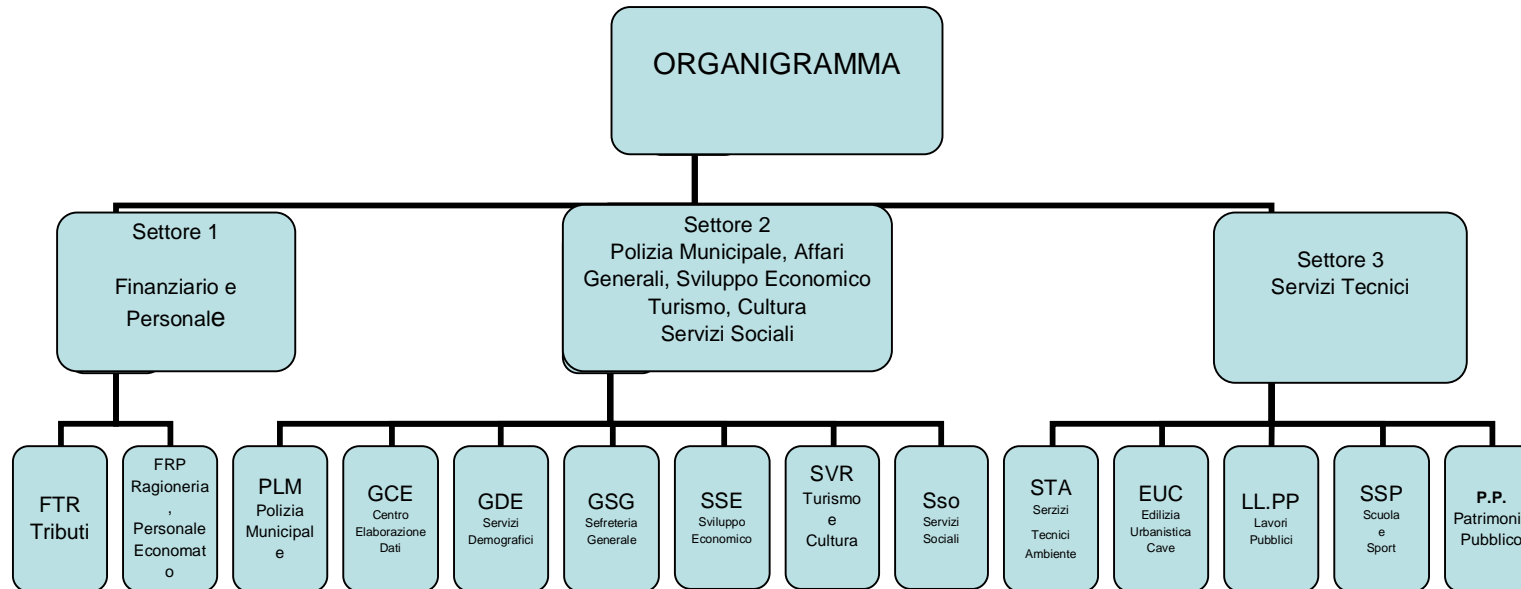 ORGANIGRAMMA
Settore 1
Finanziario e
Personale
Settore 2
Polizia Municipale, Affari
Generali, Sviluppo Economico
Turismo, Cultura
Servizi Sociali
Settore 3
Servizi Tecnici
FTR
Tributi
FRP
Ragioneria
,
Personale
Economat
o
PLM
Polizia
Municipal
e
GCE
Centro
Elaborazione
Dati
GDE
Servizi
Demografici
GSG
Sefreteria
Generale
SSE
Sviluppo
Economico
SVR
Turismo
e
Cultura
Sso
Servizi
Sociali
STA
Serzizi
Tecnici
Ambiente
EUC
Edilizia
Urbanistica
Cave
LL.PP
Lavori
Pubblici
SSP
Scuola
e
Sport
P.P.
Patrimoni
Pubblico